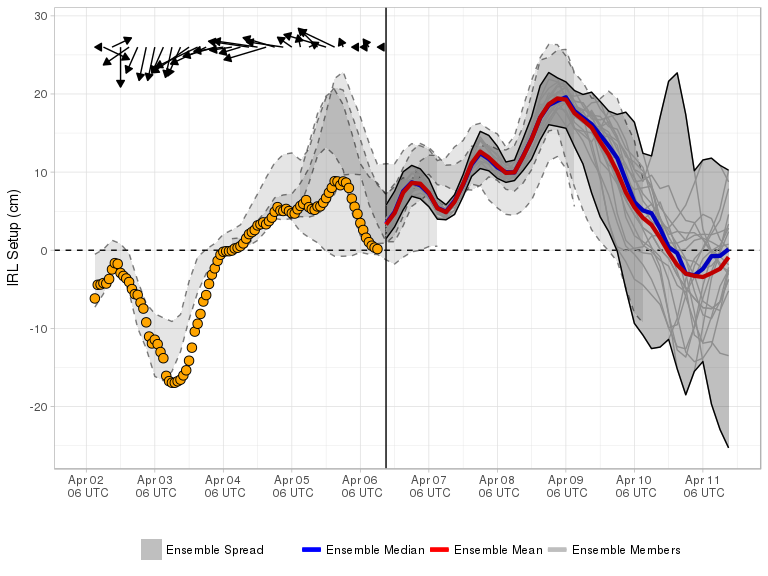 30
20
10
0
-10
-20
IRL Setup (cm)
Apr 02 Apr 03 Apr 04 Apr 05 Apr 06 Apr 07 Apr 08 Apr 09 Apr 10 Apr 11
06 UTC 06 UTC 06 UTC 06 UTC 06 UTC 06 UTC 06 UTC 06 UTC 06 UTC 06 UTC
Ensemble Spread Ensemble Median Ensemble Mean Ensemble Members